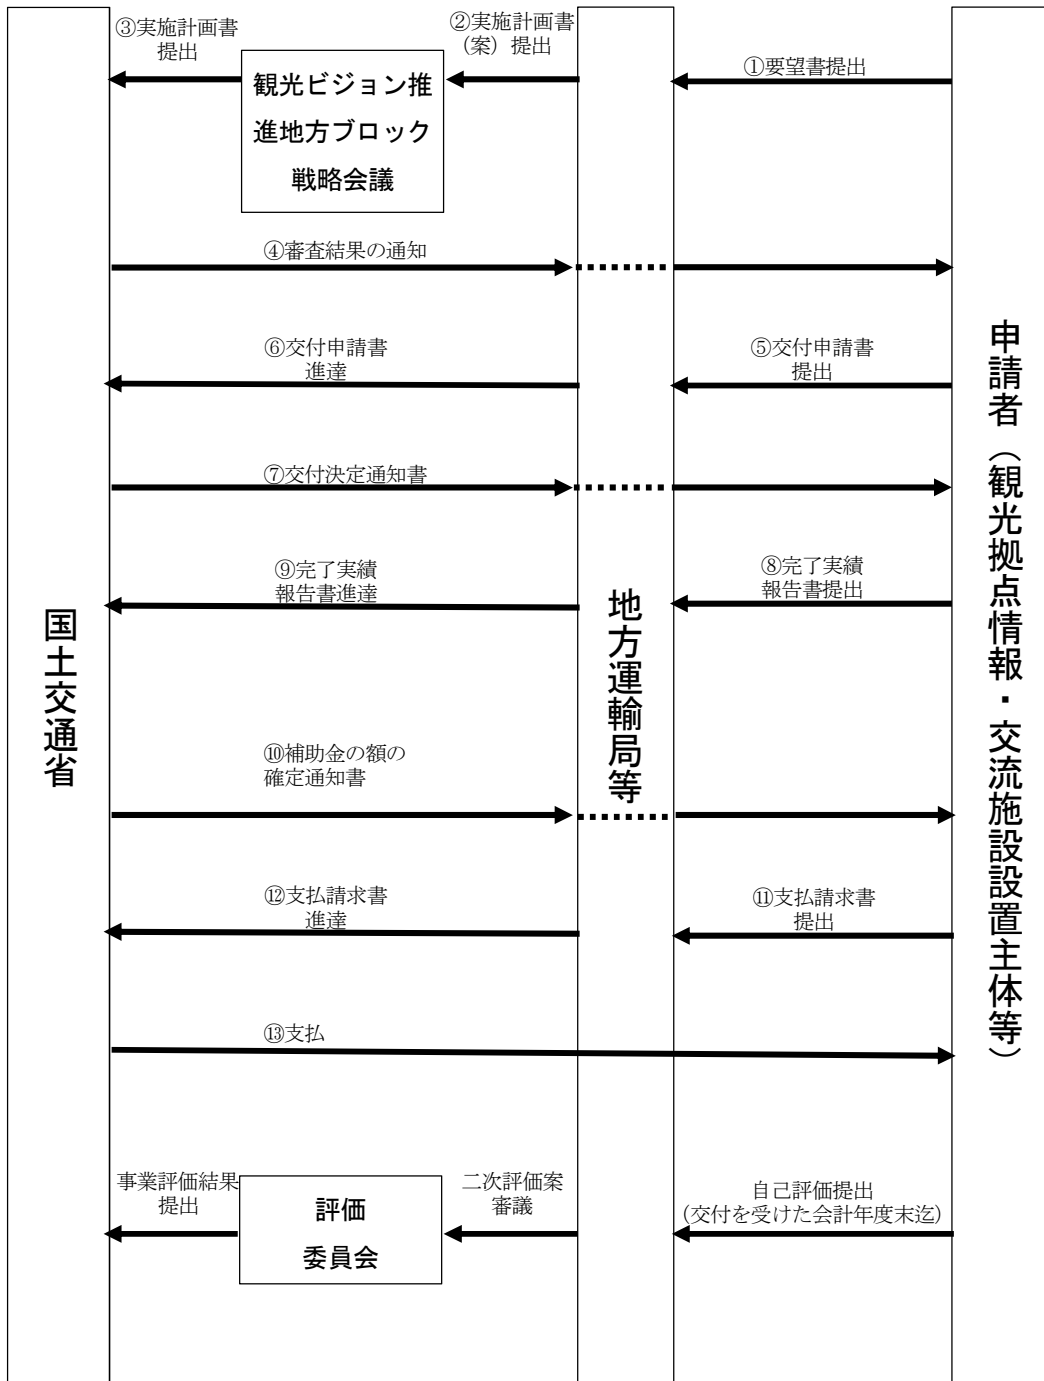 ③実施計画書
提出
②実施計画書
（案）提出
①要望書提出
観光ビジョン推
進地方ブロック
戦略会議
④審査結果の通知
⑥交付申請書
進達
⑤交付申請書
提出
⑦交付決定通知書
⑨完了実績
報告書進達
⑧完了実績
報告書提出
国土交通省
地方運輸局等
申請者（観光拠点情報・交流施設設置主体等）
⑩補助金の額の
確定通知書
⑫支払請求書
進達
⑪支払請求書
提出
⑬支払
事業評価結果
提出
評価
委員会
二次評価案
審議
自己評価提出
（交付を受けた会計年度末迄）